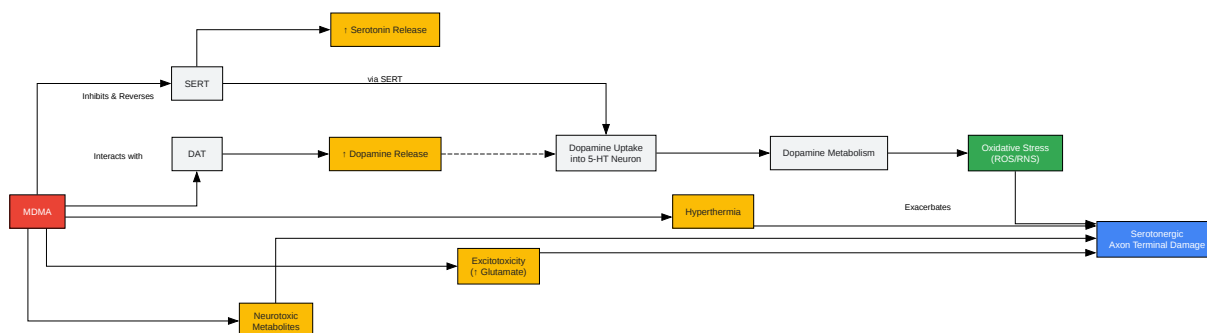 ↑ Serotonin Release
SERT
via SERT
Inhibits & Reverses
Interacts with
DAT
↑ Dopamine Release
Dopamine Uptake
into 5-HT Neuron
Dopamine Metabolism
Oxidative Stress
(ROS/RNS)
MDMA
Hyperthermia
Exacerbates
Serotonergic
Axon Terminal Damage
Excitotoxicity
(↑ Glutamate)
Neurotoxic
Metabolites